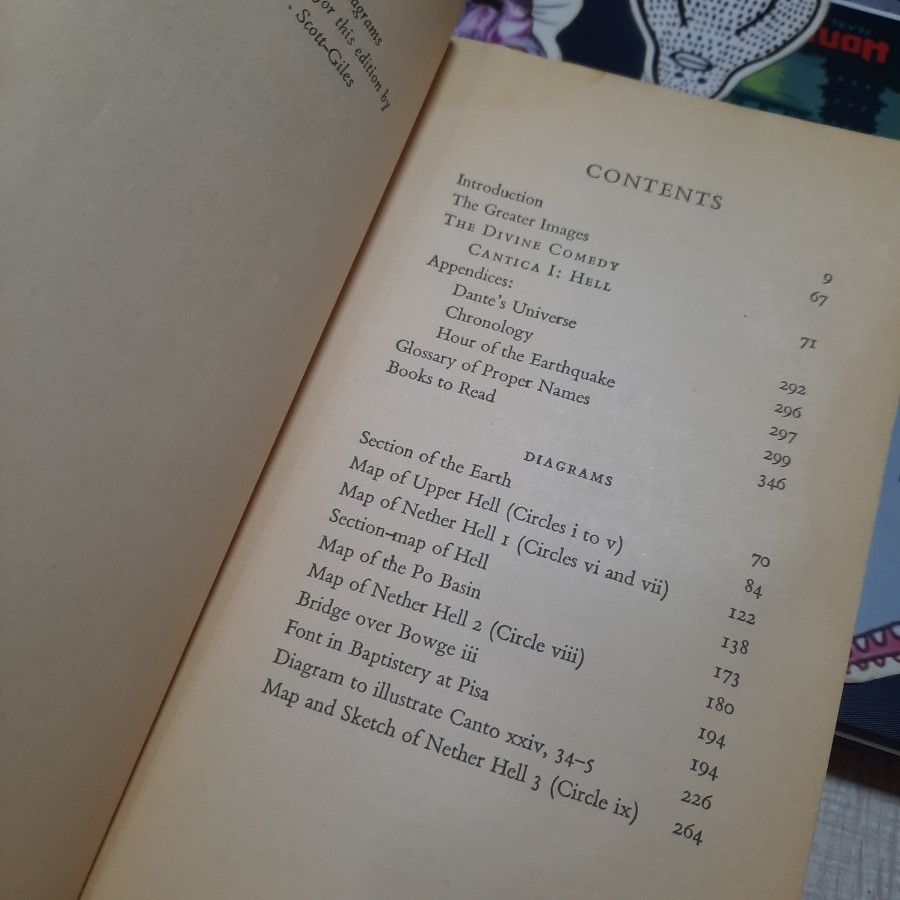 agrams
for this edition by
. Scott-Giles
CONTENTS
Introduction 9
The Greater Images 67
THE DIVINE COMEDY
CANTICA I: HELL 71
Appendices:
Dante's Universe 292
Chronology 296
Hour of the Earthquake 297
Glossary of Proper Names 299
Books to Read 346
DIAGRAMS
Section of the Earth 70
Map of Upper Hell (Circles i to v) 84
Map of Nether Hell 1 (Circles vi and vii) 122
Section-map of Hell 138
Map of the Po Basin 173
Map of Nether Hell 2 (Circle viii) 180
Bridge over Bowge iii 194
Font in Baptistery at Pisa 194
Diagram to illustrate Canto xxiv, 34–5 226
Map and Sketch of Nether Hell 3 (Circle ix) 264